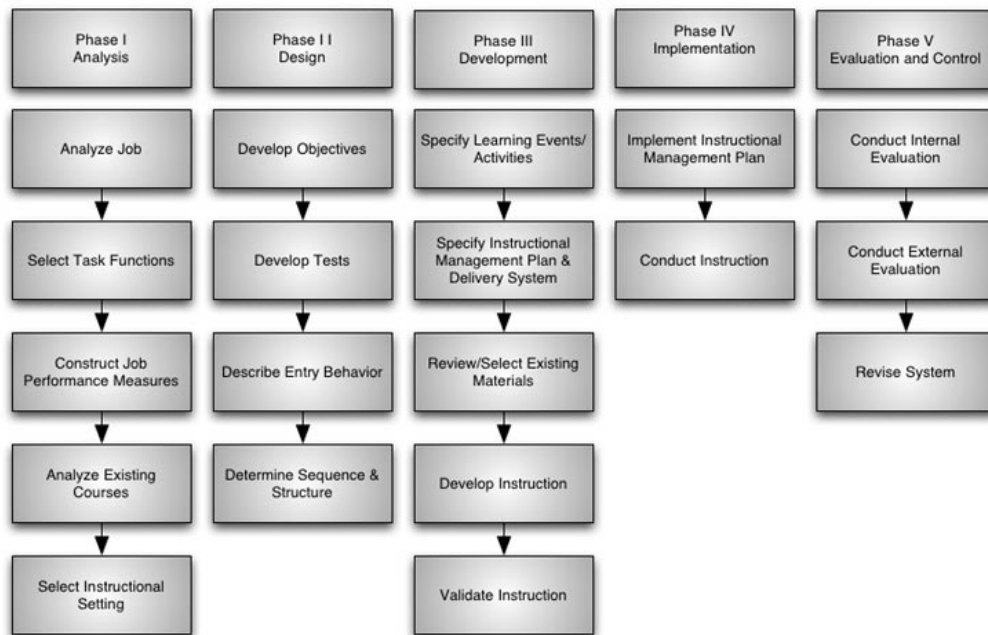 Phase I
Analysis
Phase I I
Design
Phase III
Development
Phase IV
Implementation
Phase V
Evaluation and Control
Analyze Job
Select Task Functions
Construct Job
Performance Measures
Analyze Existing
Courses
Select Instructional
Setting
Develop Objectives
Develop Tests
Describe Entry Behavior
Determine Sequence &
Structure
Specify Learning Events/
Activities
Specify Instructional
Management Plan &
Delivery System
Review/Select Existing
Materials
Develop Instruction
Validate Instruction
Implement Instructional
Management Plan
Conduct Instruction
Conduct Internal
Evaluation
Conduct External
Evaluation
Revise System